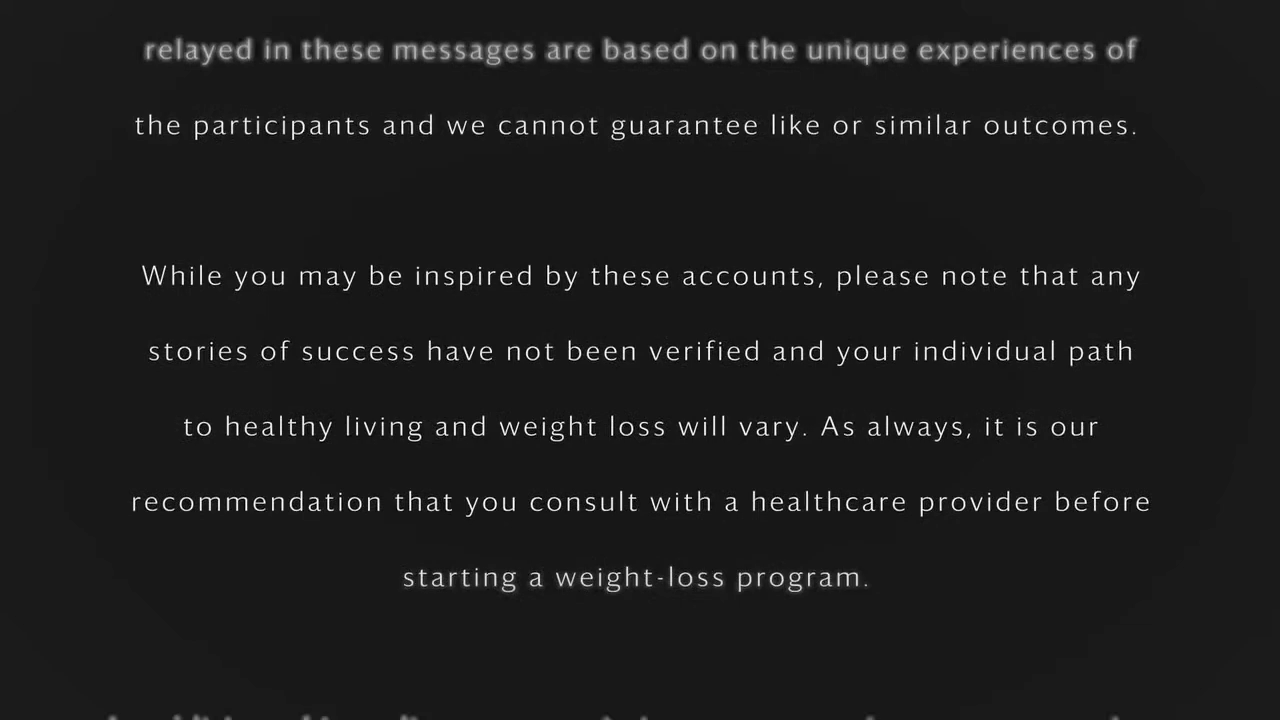 relayed in these messages are based on the unique experiences of
the participants and we cannot guarantee like or similar outcomes.
While you may be inspired by these accounts, please note that any
stories of success have not been verified and your individual path
to healthy living and weight loss will vary. As always, it is our
recommendation that you consult with a healthcare provider before
starting a weight-loss program.